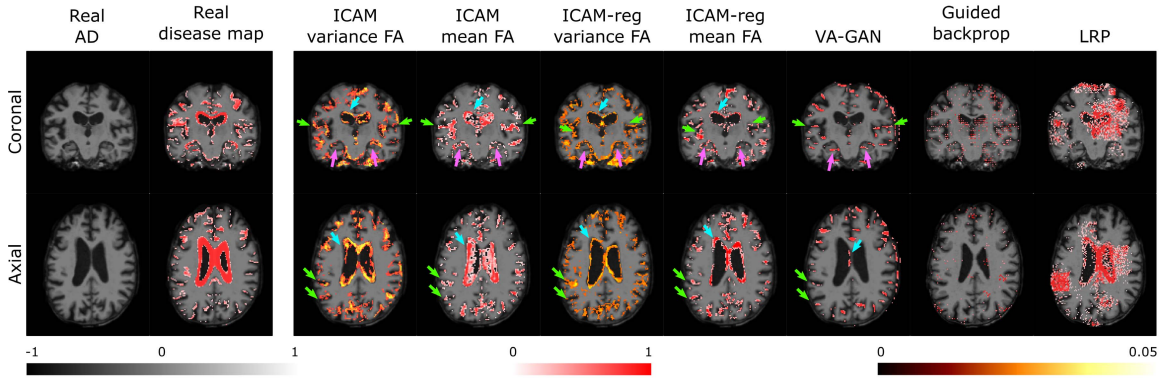 Real
AD
Real
disease map
ICAM
variance FA
ICAM
mean FA
ICAM-reg
variance FA
ICAM-reg
mean FA
VA-GAN
Guided
backprop
LRP
Coronal
Axial
-1
0
1
0
1
0
0.05